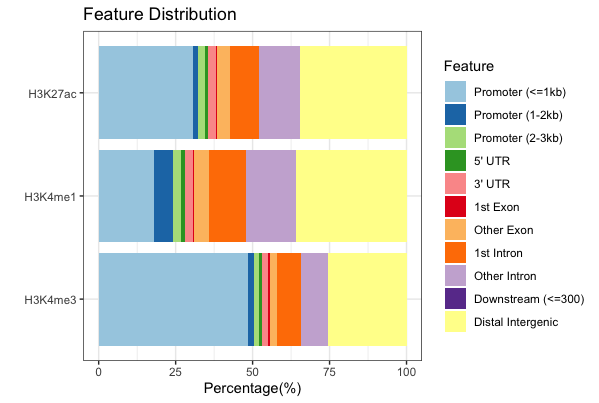 Feature Distribution
H3K27ac
H3K4me1
H3K4me3
0 25 50 75 100
Percentage(%)
Feature
Promoter (<=1kb)
Promoter (1-2kb)
Promoter (2-3kb)
5' UTR
3' UTR
1st Exon
Other Exon
1st Intron
Other Intron
Downstream (<=300)
Distal Intergenic